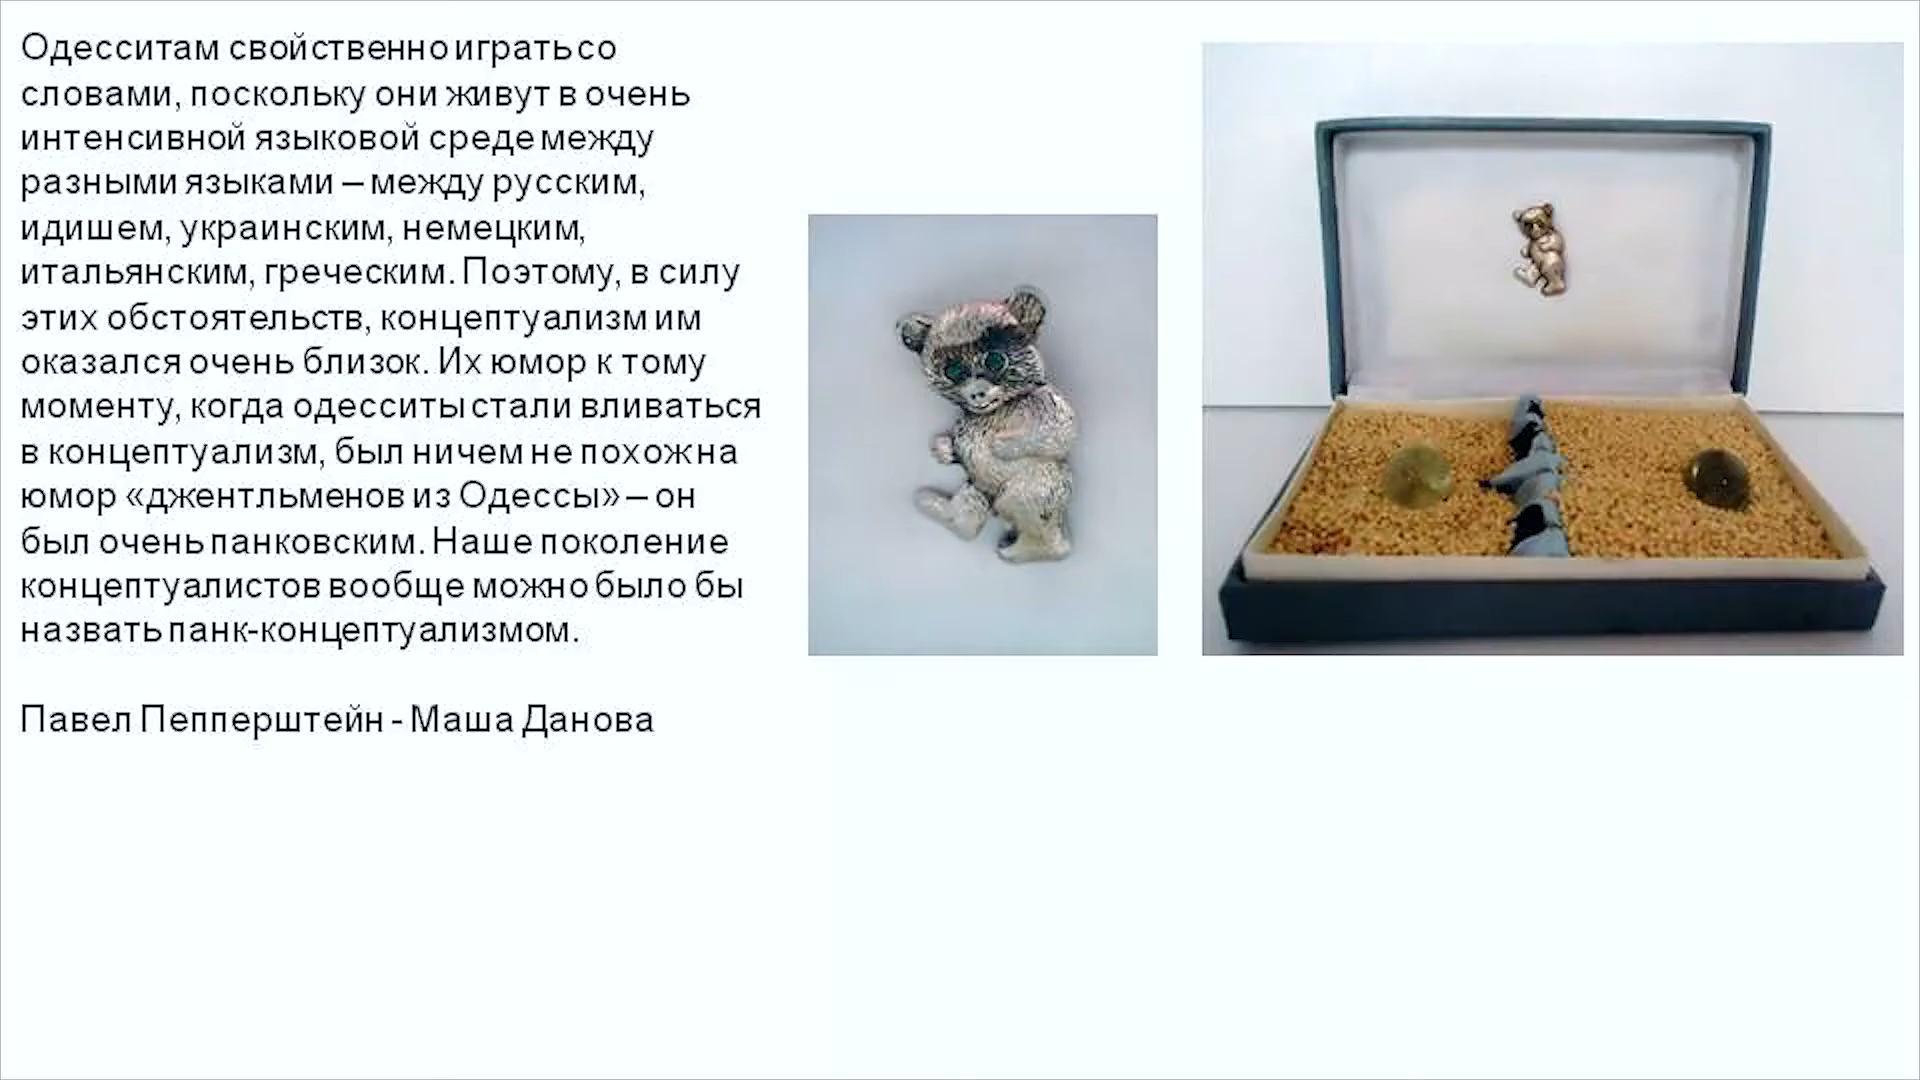 Одесситам свойственно играть со
словами, поскольку они живут в очень
интенсивной языковой среде между
разными языками – между русским,
идишем, украинским, немецким,
итальянским, греческим. Поэтому, в силу
этих обстоятельств, концептуализм им
оказался очень близок. Их юмор к тому
моменту, когда одесситы стали вливаться
в концептуализм, был ничем не похож на
юмор «джентльменов из Одессы» – он
был очень панковским. Наше поколение
концептуалистов вообще можно было бы
назвать панк-концептуализмом.
Павел Пепперштейн - Маша Данова